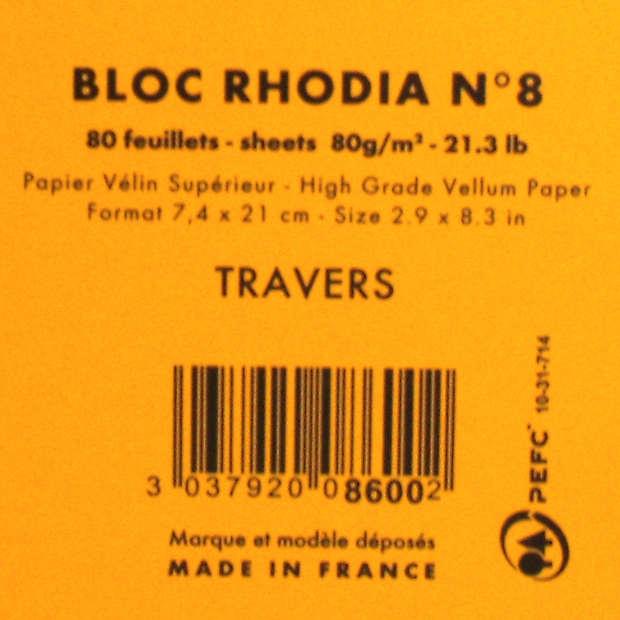 BLOC RHODIA N°8
80 feuillets - sheets 80g/m² - 21.3 lb
Papier Vélin Supérieur - High Grade Vellum Paper
Format 7,4 x 21 cm - Size 2.9 x 8.3 in
TRAVERS
3 037920 086002
Marque et modèle déposés
MADE IN FRANCE
PEFC™ 10-31-714